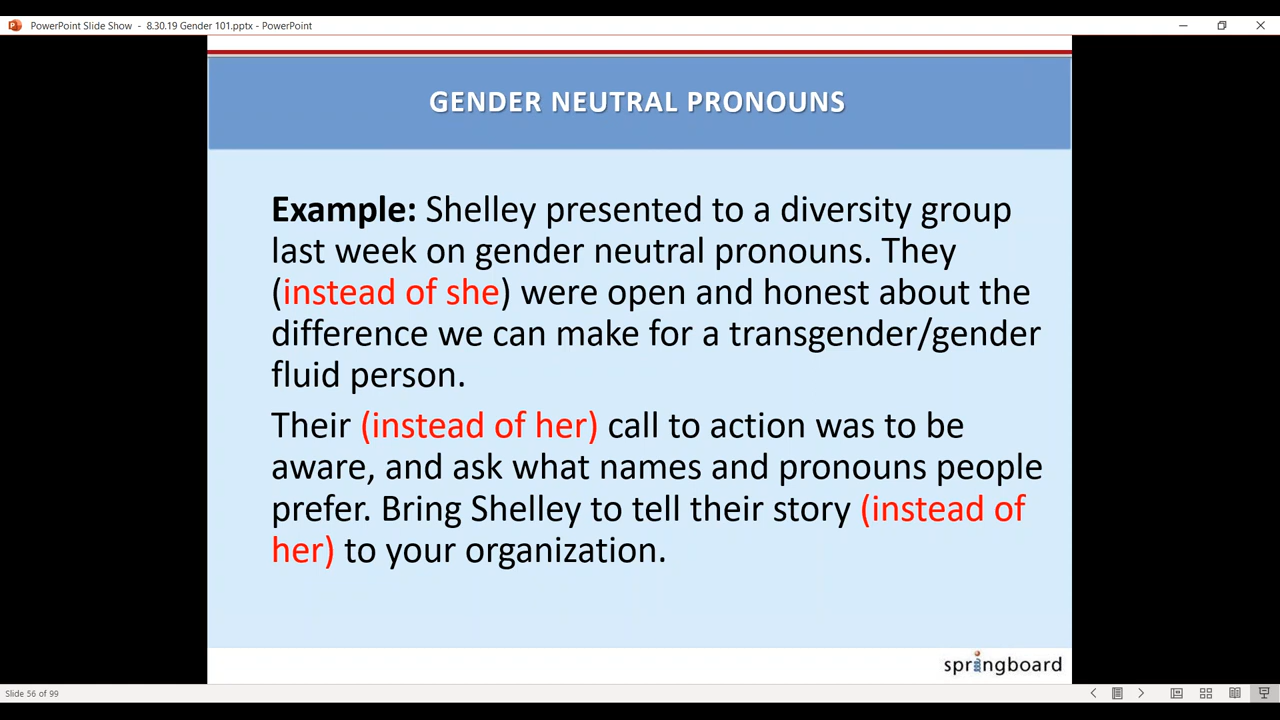 PowerPoint Slide Show - 8.30.19 Gender 101.pptx - PowerPoint
GENDER NEUTRAL PRONOUNS
Example: Shelley presented to a diversity group
last week on gender neutral pronouns. They
(instead of she) were open and honest about the
difference we can make for a transgender/gender
fluid person.
Their (instead of her) call to action was to be
aware, and ask what names and pronouns people
prefer. Bring Shelley to tell their story (instead of
her) to your organization.
springboard
Slide 56 of 99